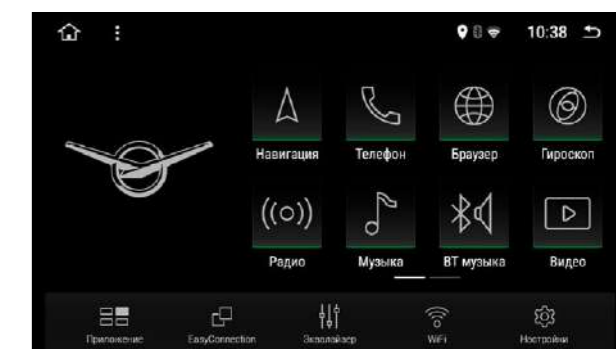 10:38
Навигация Телефон Браузер Гироскоп
Радио Музыка BT музыка Видео
Приложение EasyConnection Эквалайзер WiFi Настройки